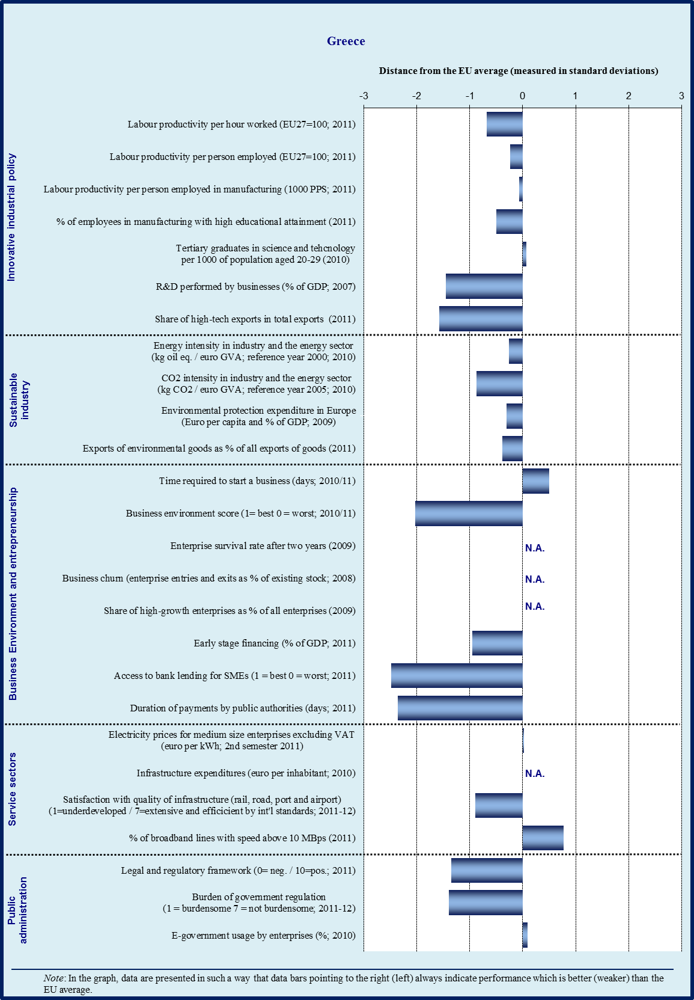 Greece
Distance from the EU average (measured in standard deviations)
-3 -2 -1 0 1 2 3
Innovative industrial policy
Labour productivity per hour worked (EU27=100; 2011)
Labour productivity per person employed (EU27=100; 2011)
Labour productivity per person employed in manufacturing (1000 PPS; 2011)
% of employees in manufacturing with high educational attainment (2011)
Tertiary graduates in science and tehcnology
per 1000 of population aged 20-29 (2010)
R&D performed by businesses (% of GDP; 2007)
Share of high-tech exports in total exports (2011)
Sustainable
industry
Energy intensity in industry and the energy sector
(kg oil eq. / euro GVA; reference year 2000; 2010)
CO2 intensity in industry and the energy sector
(kg CO2 / euro GVA; reference year 2005; 2010)
Environmental protection expenditure in Europe
(Euro per capita and % of GDP; 2009)
Exports of environmental goods as % of all exports of goods (2011)
Business Environment and entrepreneurship
Time required to start a business (days; 2010/11)
Business environment score (1= best 0 = worst; 2010/11)
Enterprise survival rate after two years (2009) N.A.
Business churn (enterprise entries and exits as % of existing stock; 2008) N.A.
Share of high-growth enterprises as % of all enterprises (2009) N.A.
Early stage financing (% of GDP; 2011)
Access to bank lending for SMEs (1 = best 0 = worst; 2011)
Duration of payments by public authorities (days; 2011)
Service sectors
Electricity prices for medium size enterprises excluding VAT
(euro per kWh; 2nd semester 2011)
Infrastructure expenditures (euro per inhabitant; 2010) N.A.
Satisfaction with quality of infrastructure (rail, road, port and airport)
(1=underdeveloped / 7=extensive and efficicient by int'l standards; 2011-12)
% of broadband lines with speed above 10 MBps (2011)
Public
administration
Legal and regulatory framework (0= neg. / 10=pos.; 2011)
Burden of government regulation
(1 = burdensome 7 = not burdensome; 2011-12)
E-government usage by enterprises (%; 2010)
Note: In the graph, data are presented in such a way that data bars pointing to the right (left) always indicate performance which is better (weaker) than the
EU average.